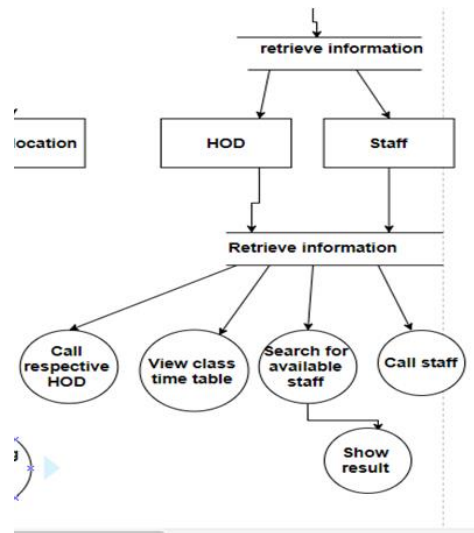 retrieve information
location
HOD
Staff
Retrieve information
Call
respective
HOD
View class
time table
Search for
available
staff
Call staff
Show
result
g